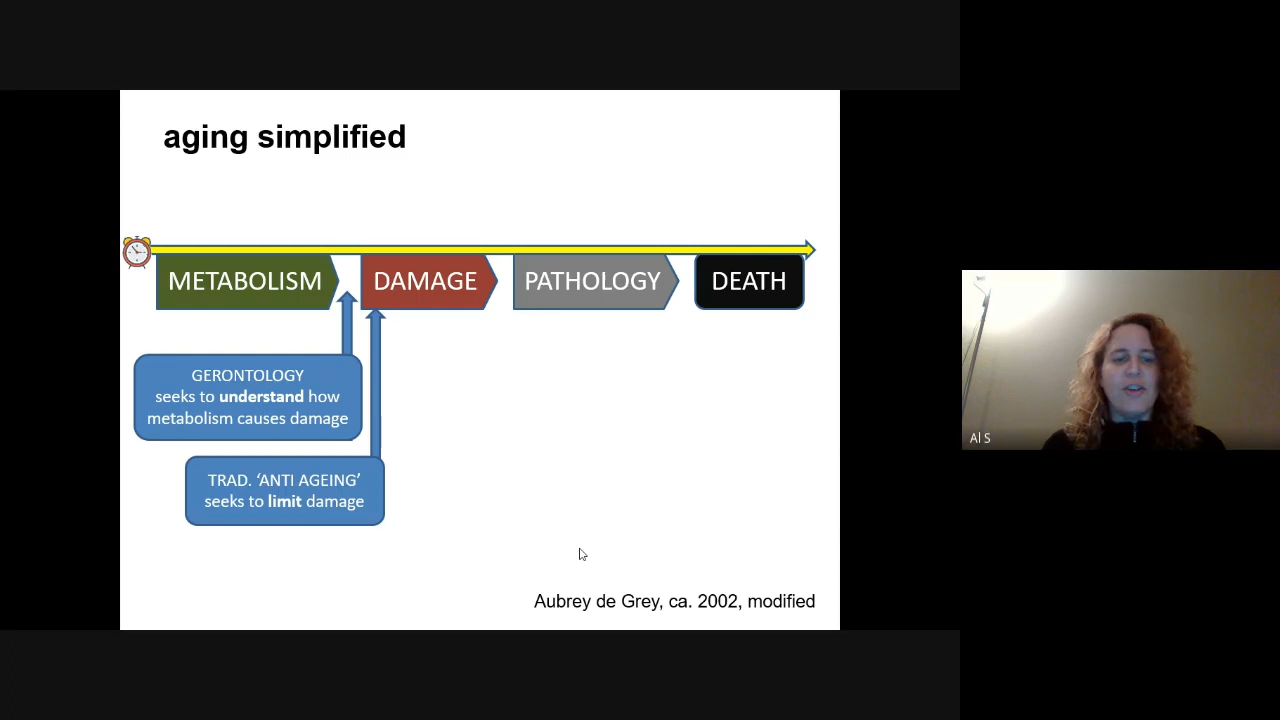 aging simplified
METABOLISM
DAMAGE
PATHOLOGY
DEATH
GERONTOLOGY
seeks to understand how
metabolism causes damage
TRAD. ‘ANTI AGEING’
seeks to limit damage
Aubrey de Grey, ca. 2002, modified
Al S